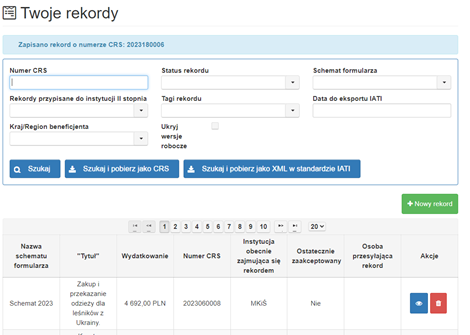 Twoje rekordy
Zapisano rekord o numerze CRS: 2023180006
Numer CRS Status rekordu Schemat formularza
Rekordy przypisane do instytucji II stopnia Tagi rekordu Data do eksportu IATI
Kraj/Region beneficjenta Ukryj
wersje
robocze
Szukaj Szukaj i pobierz jako CRS Szukaj i pobierz jako XML w standardzie IATI
+ Nowy rekord
1 2 3 4 5 6 7 8 9 10 20
Nazwa schematu formularza "Tytuł" Wydatkowanie Numer CRS Instytucja obecnie zajmująca się rekordem Ostatecznie zaakceptowany Osoba przesyłająca rekord Akcje
Schemat 2023 Zakup i przekazanie odzieży dla leśników z Ukrainy. 4 692,00 PLN 2023060008 MKiŚ Nie